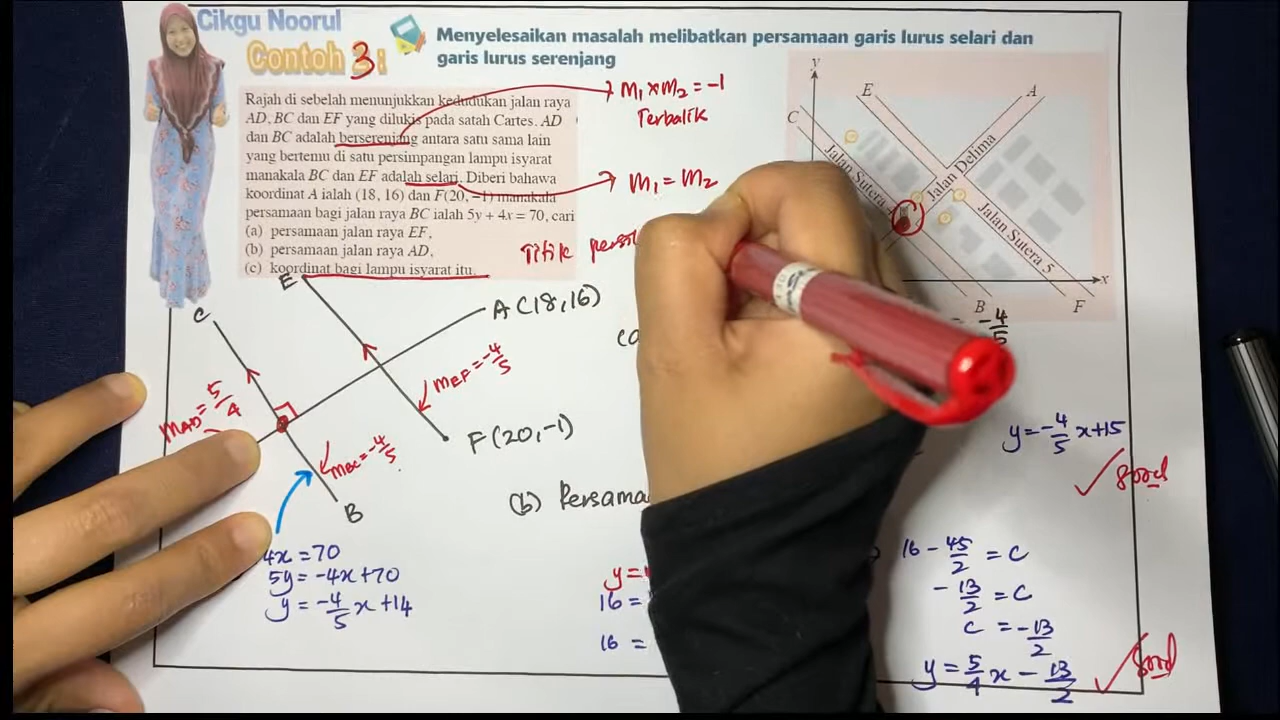 Cikgu Noorul
Contoh 3:
Menyelesaikan masalah melibatkan persamaan garis lurus selari dan
garis lurus serenjang
Rajah di sebelah menunjukkan kedudukan jalan raya
AD, BC dan EF yang dilukis pada satah Cartes. AD
dan BC adalah berserenjang antara satu sama lain
yang bertemu di satu persimpangan lampu isyarat
manakala BC dan EF adalah selari. Diberi bahawa
koordinat A ialah (18, 16) dan F(20, −1) manakala
persamaan bagi jalan raya BC ialah 5y + 4x = 70, cari
(a) persamaan jalan raya EF,
(b) persamaan jalan raya AD,
(c) koordinat bagi lampu isyarat itu.
m₁ × m₂ = -1
Terbalik
m₁ = m₂
Titik
y
E
A
C
Jalan Sutera
Jalan Delima
Jalan Sutera 5
x
B
F
E
C
A (18,16)
m_EF = -4/5
m_AD = 5/4
F (20,-1)
m_BC = -4/5
B
4x = 70
5y = -4x+70
y = -4/5 x +14
= -4/5
y = -4/5 x+15
good
(b)
y =
16 =
16 =
16 - 45/2 = C
- 13/2 = C
C = -13/2
y = 5/4 x - 13/2
good